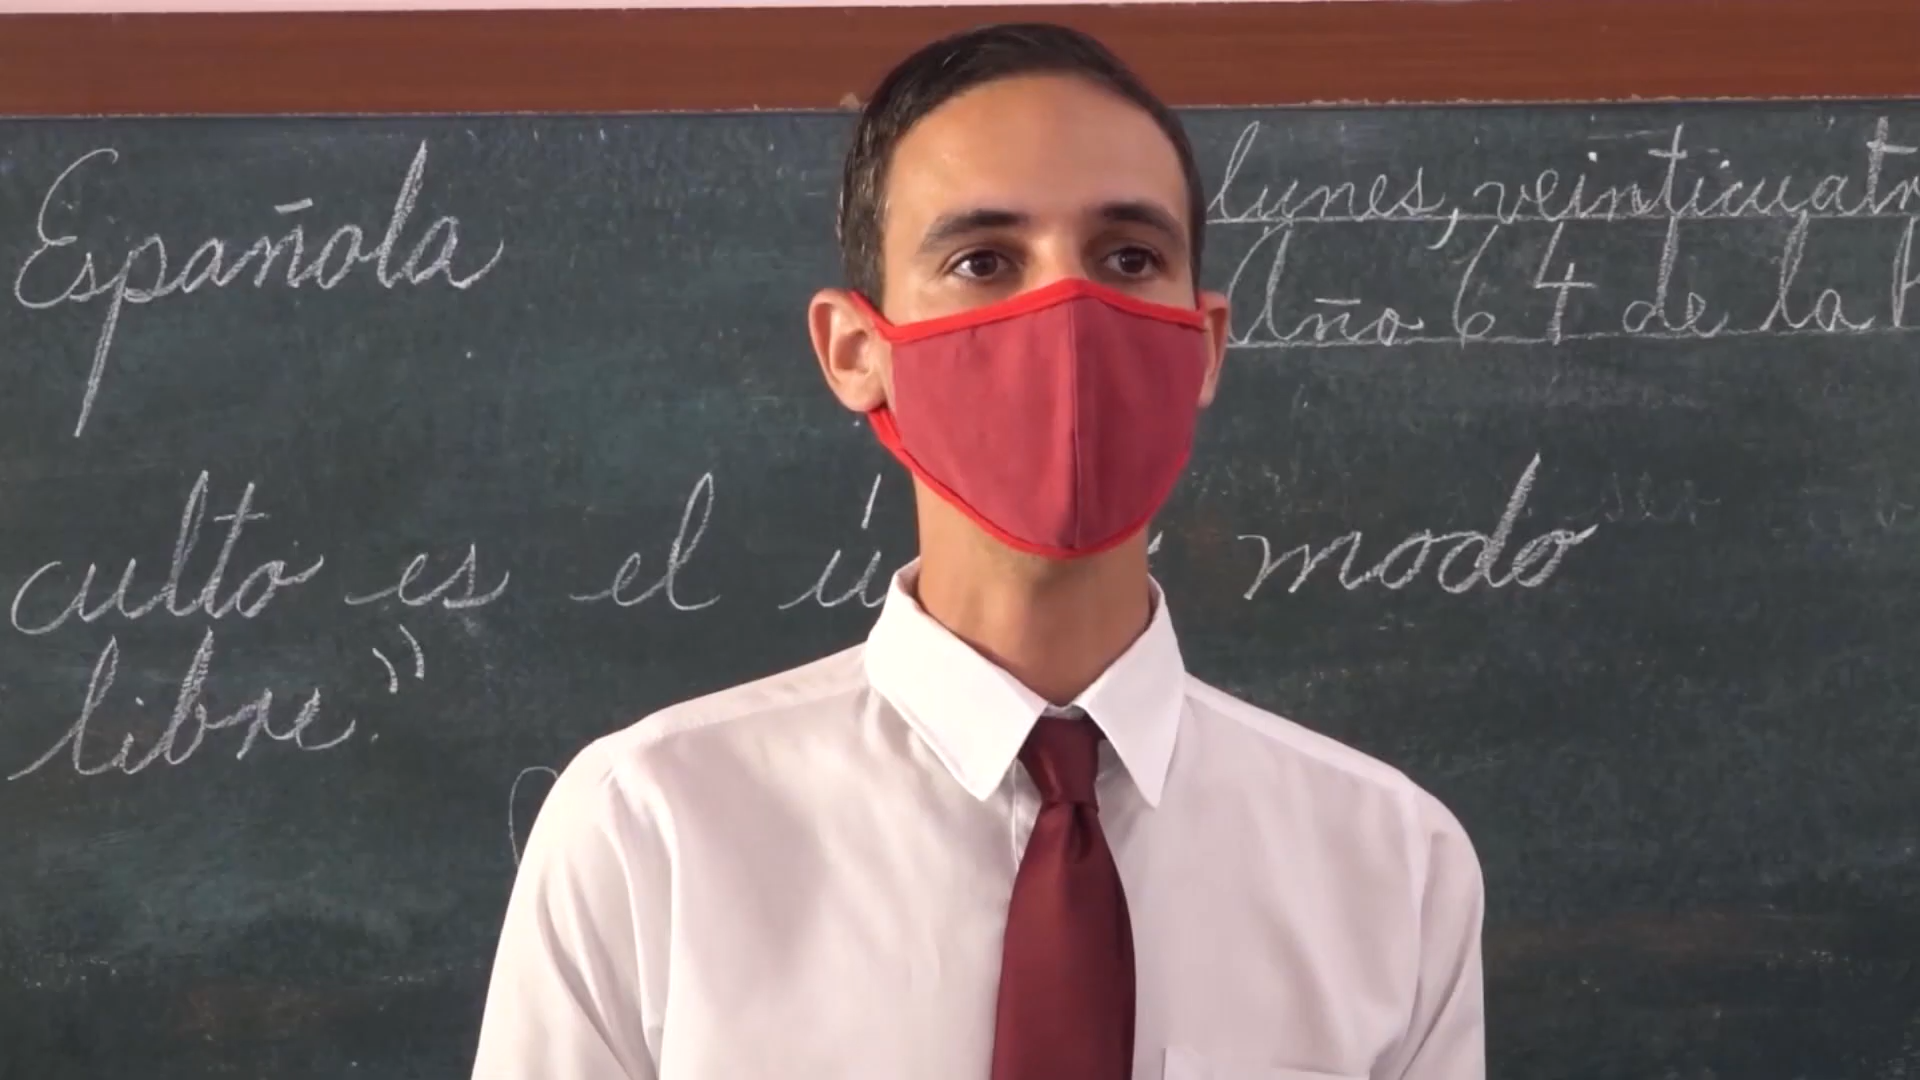 Española
lunes, veinticuatr
Año 64 de la
culto es el modo
libre."